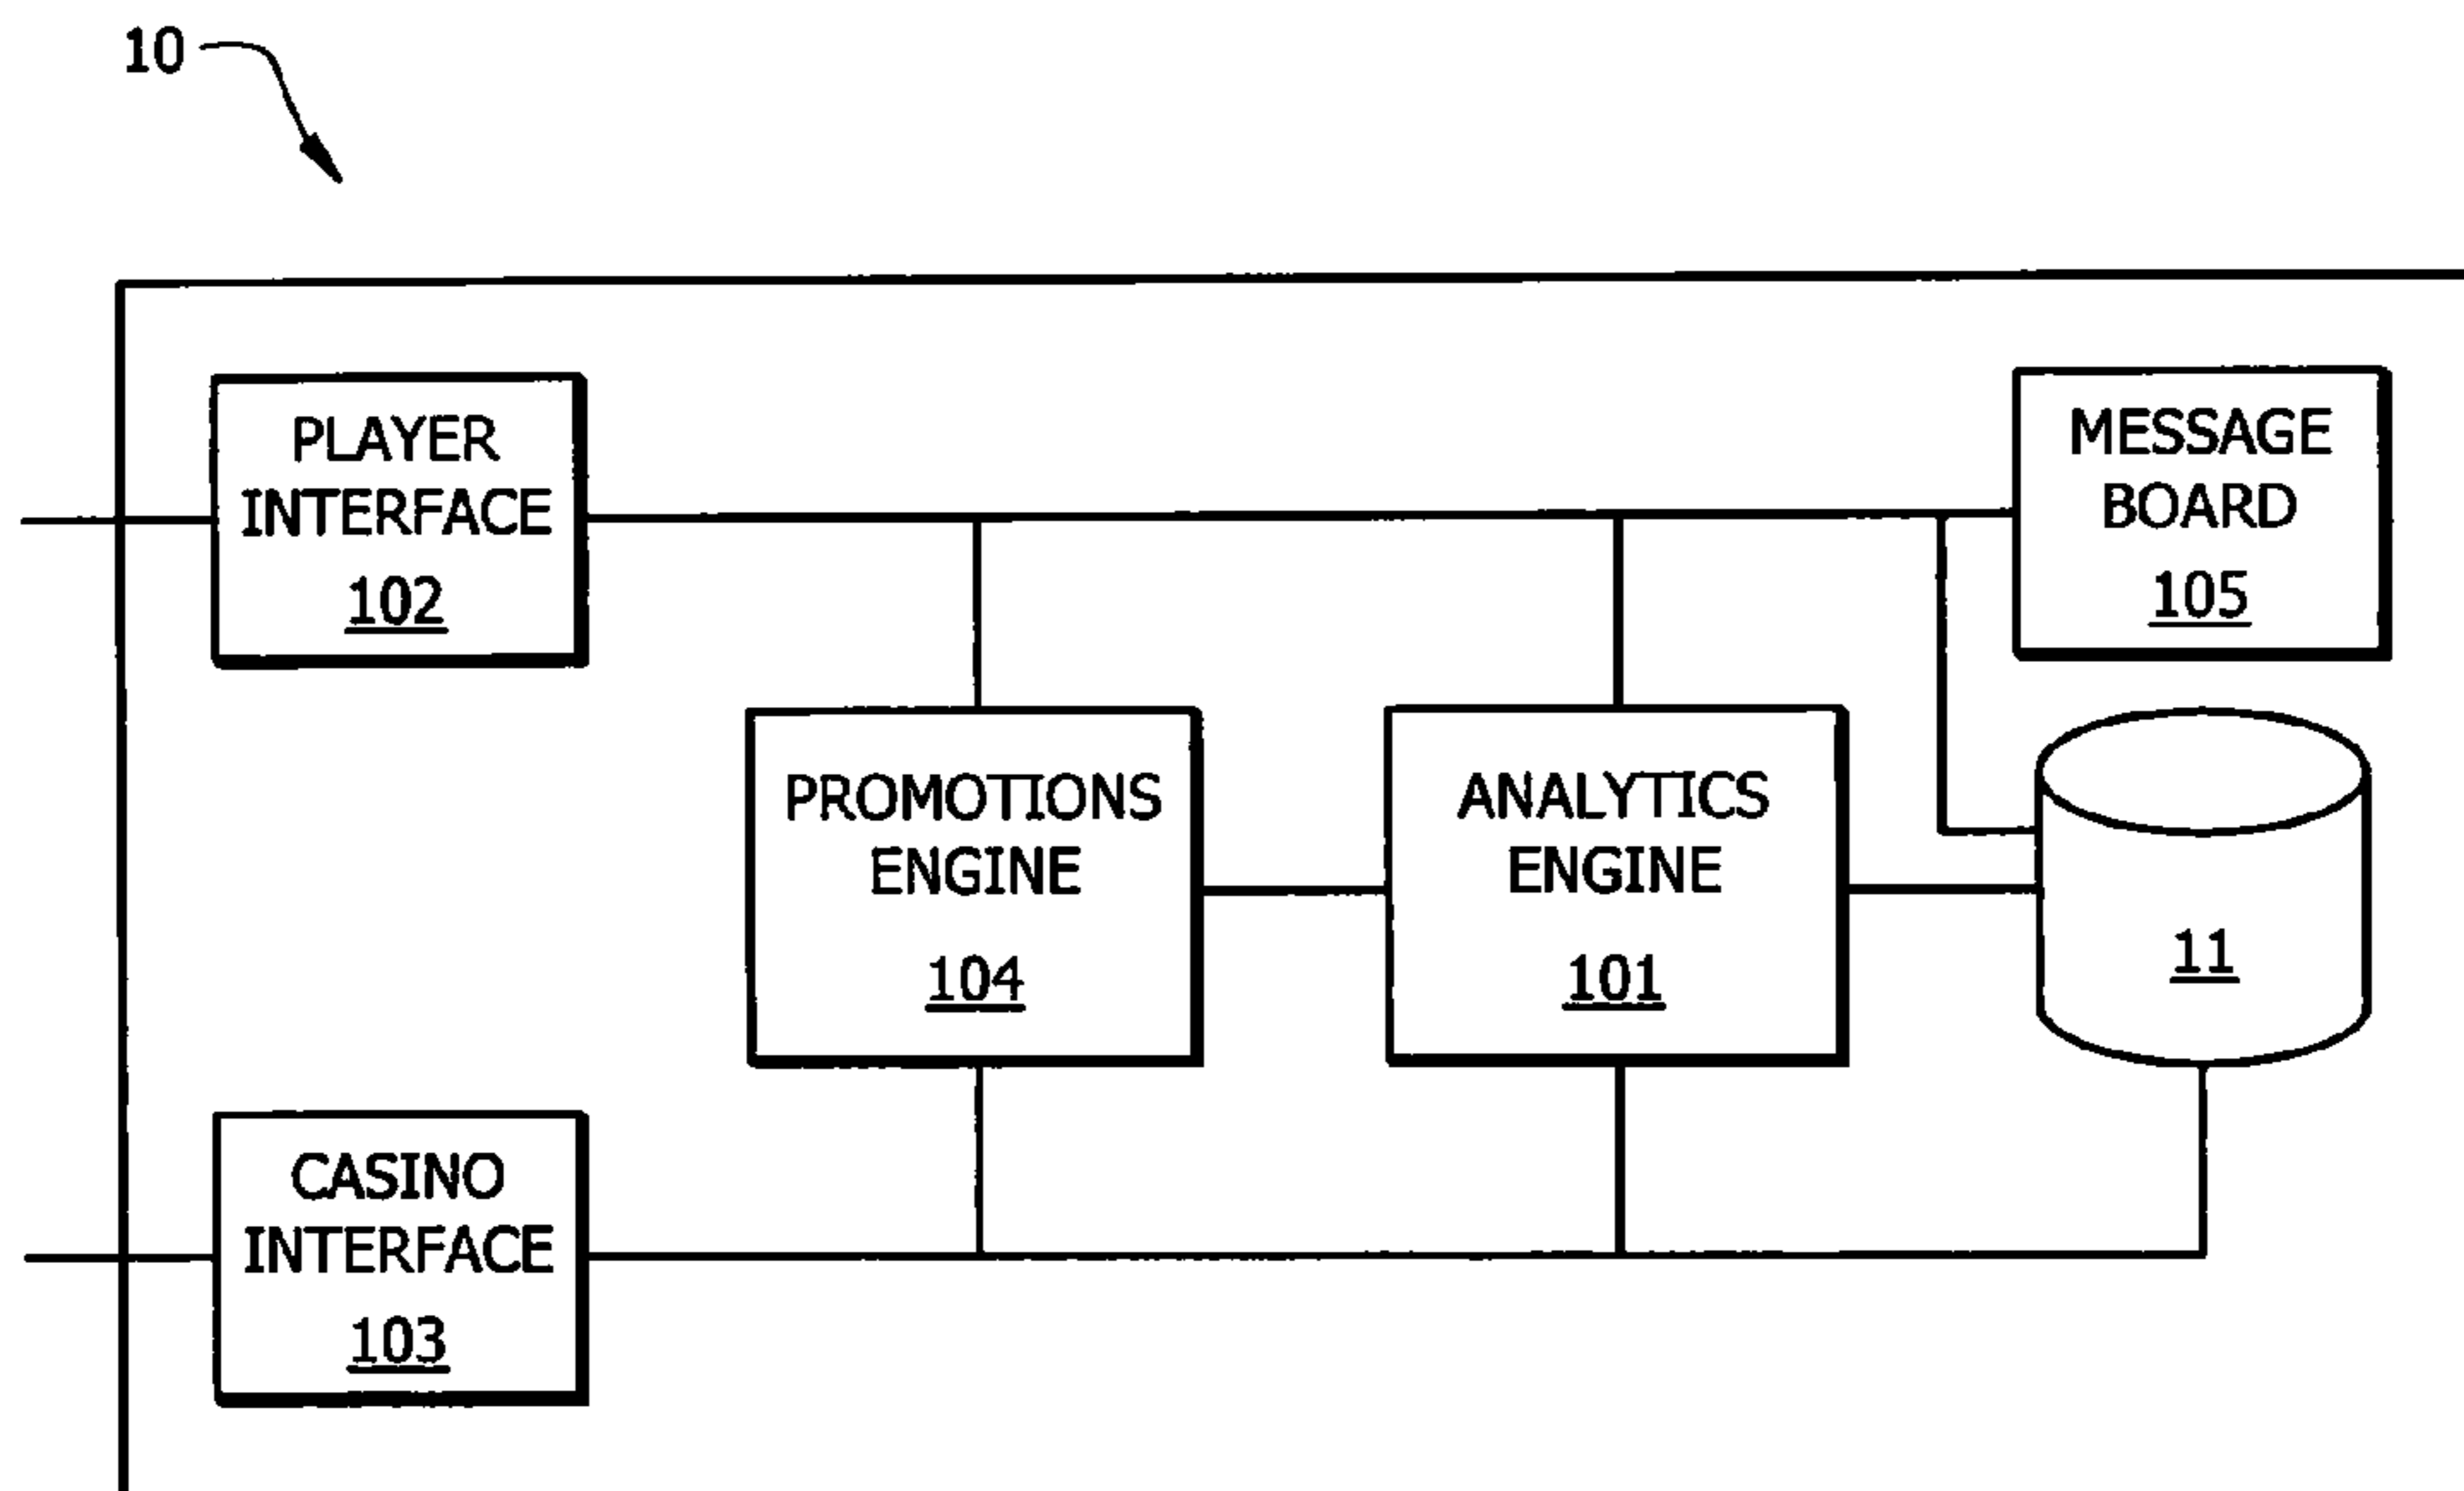 10
PLAYER
INTERFACE
102
MESSAGE
BOARD
105
PROMOTIONS
ENGINE
104
ANALYTICS
ENGINE
101
11
CASINO
INTERFACE
103